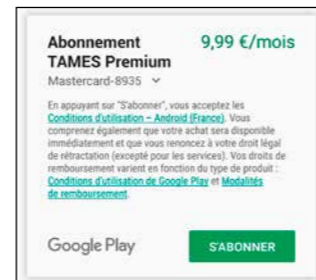 Abonnement 9,99 €/mois
TAMES Premium
Mastercard-8935
En appuyant sur "S'abonner", vous acceptez les
Conditions d'utilisation – Android (France). Vous
comprenez également que votre achat sera disponible
immédiatement et que vous renoncez à votre droit légal
de rétractation (excepté pour les services). Vos droits de
remboursement varient en fonction du type de produit :
Conditions d'utilisation de Google Play et Modalités
de remboursement.
Google Play S'ABONNER